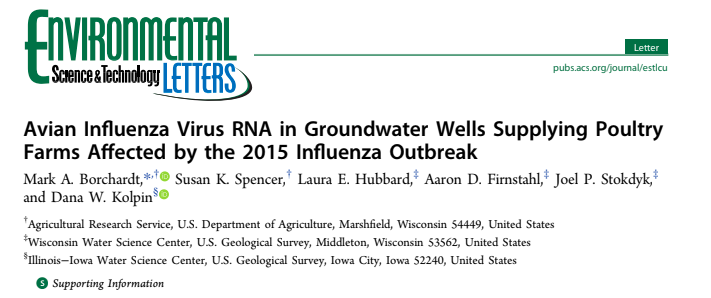 ENVIRONMENTAL
Science & Technology LETTERS
Letter
pubs.acs.org/journal/estlcu
Avian Influenza Virus RNA in Groundwater Wells Supplying Poultry
Farms Affected by the 2015 Influenza Outbreak
Mark A. Borchardt,*,† Susan K. Spencer,† Laura E. Hubbard,‡ Aaron D. Firnstahl,‡ Joel P. Stokdyk,‡
and Dana W. Kolpin§
†Agricultural Research Service, U.S. Department of Agriculture, Marshfield, Wisconsin 54449, United States
‡Wisconsin Water Science Center, U.S. Geological Survey, Middleton, Wisconsin 53562, United States
§Illinois−Iowa Water Science Center, U.S. Geological Survey, Iowa City, Iowa 52240, United States
S Supporting Information